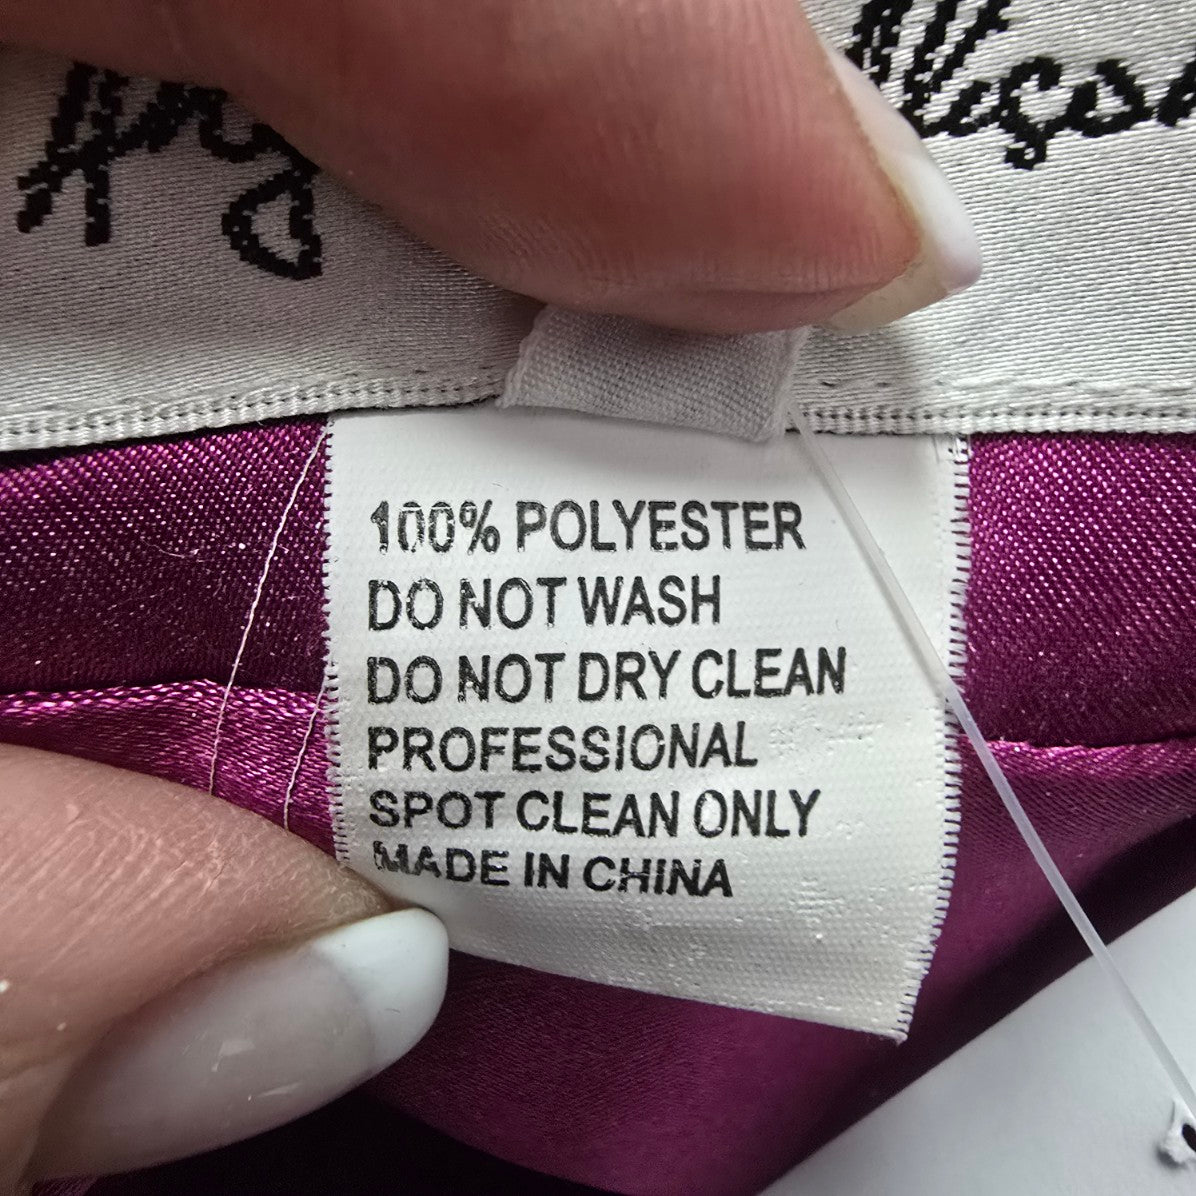 100% POLYESTER
DO NOT WASH
DO NOT DRY CLEAN
PROFESSIONAL
SPOT CLEAN ONLY
MADE IN CHINA